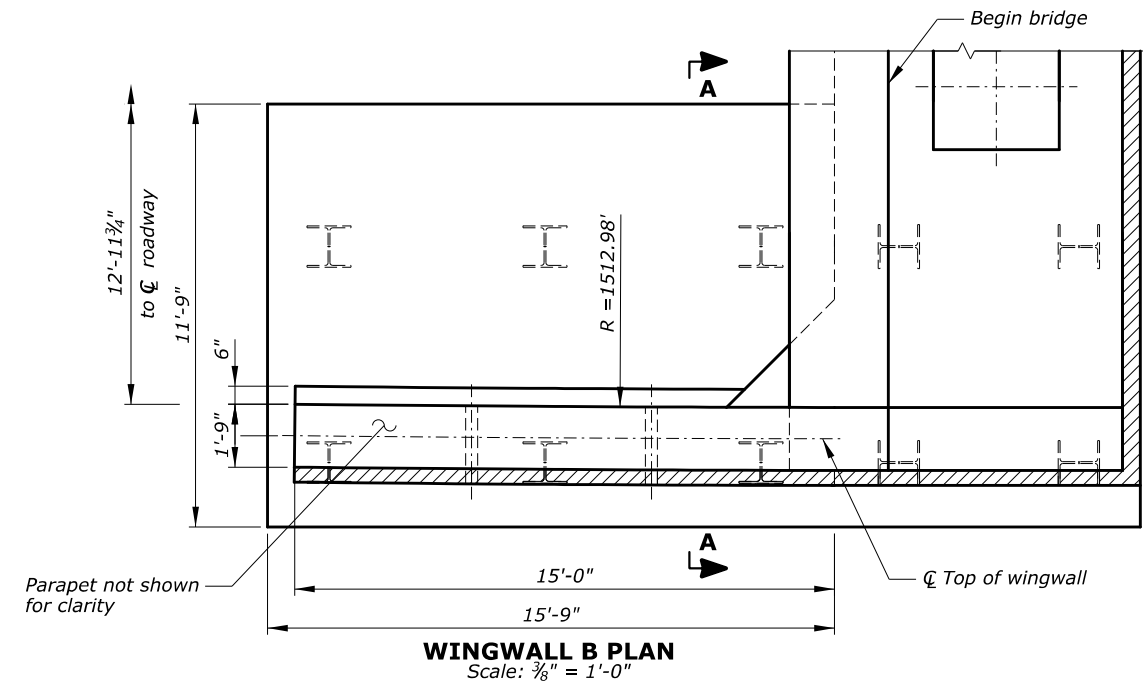 Begin bridge
A
12'-11¾"
to ℄ roadway
11'-9"
R =1512.98'
6"
1'-9"
A
Parapet not shown
for clarity
15'-0"
℄ Top of wingwall
15'-9"
WINGWALL B PLAN
Scale: ⅜" = 1'-0"